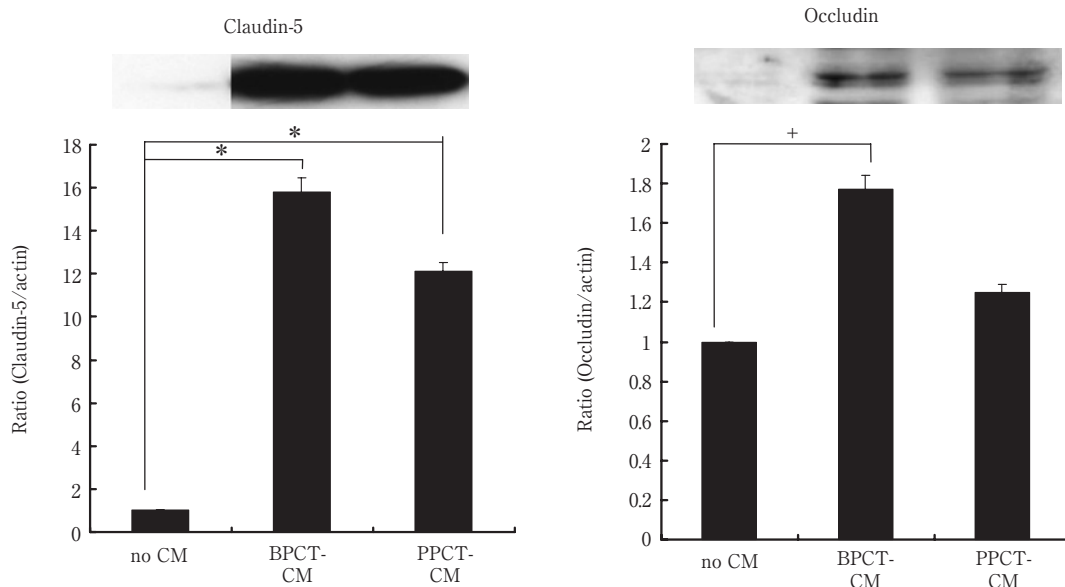 Claudin-5
*
*
18
16
14
12
10
8
6
4
2
0
Ratio (Claudin-5/actin)
no CM
BPCT-
CM
PPCT-
CM
Occludin
+
2
1.8
1.6
1.4
1.2
1
0.8
0.6
0.4
0.2
0
Ratio (Occludin/actin)
no CM
BPCT-
CM
PPCT-
CM